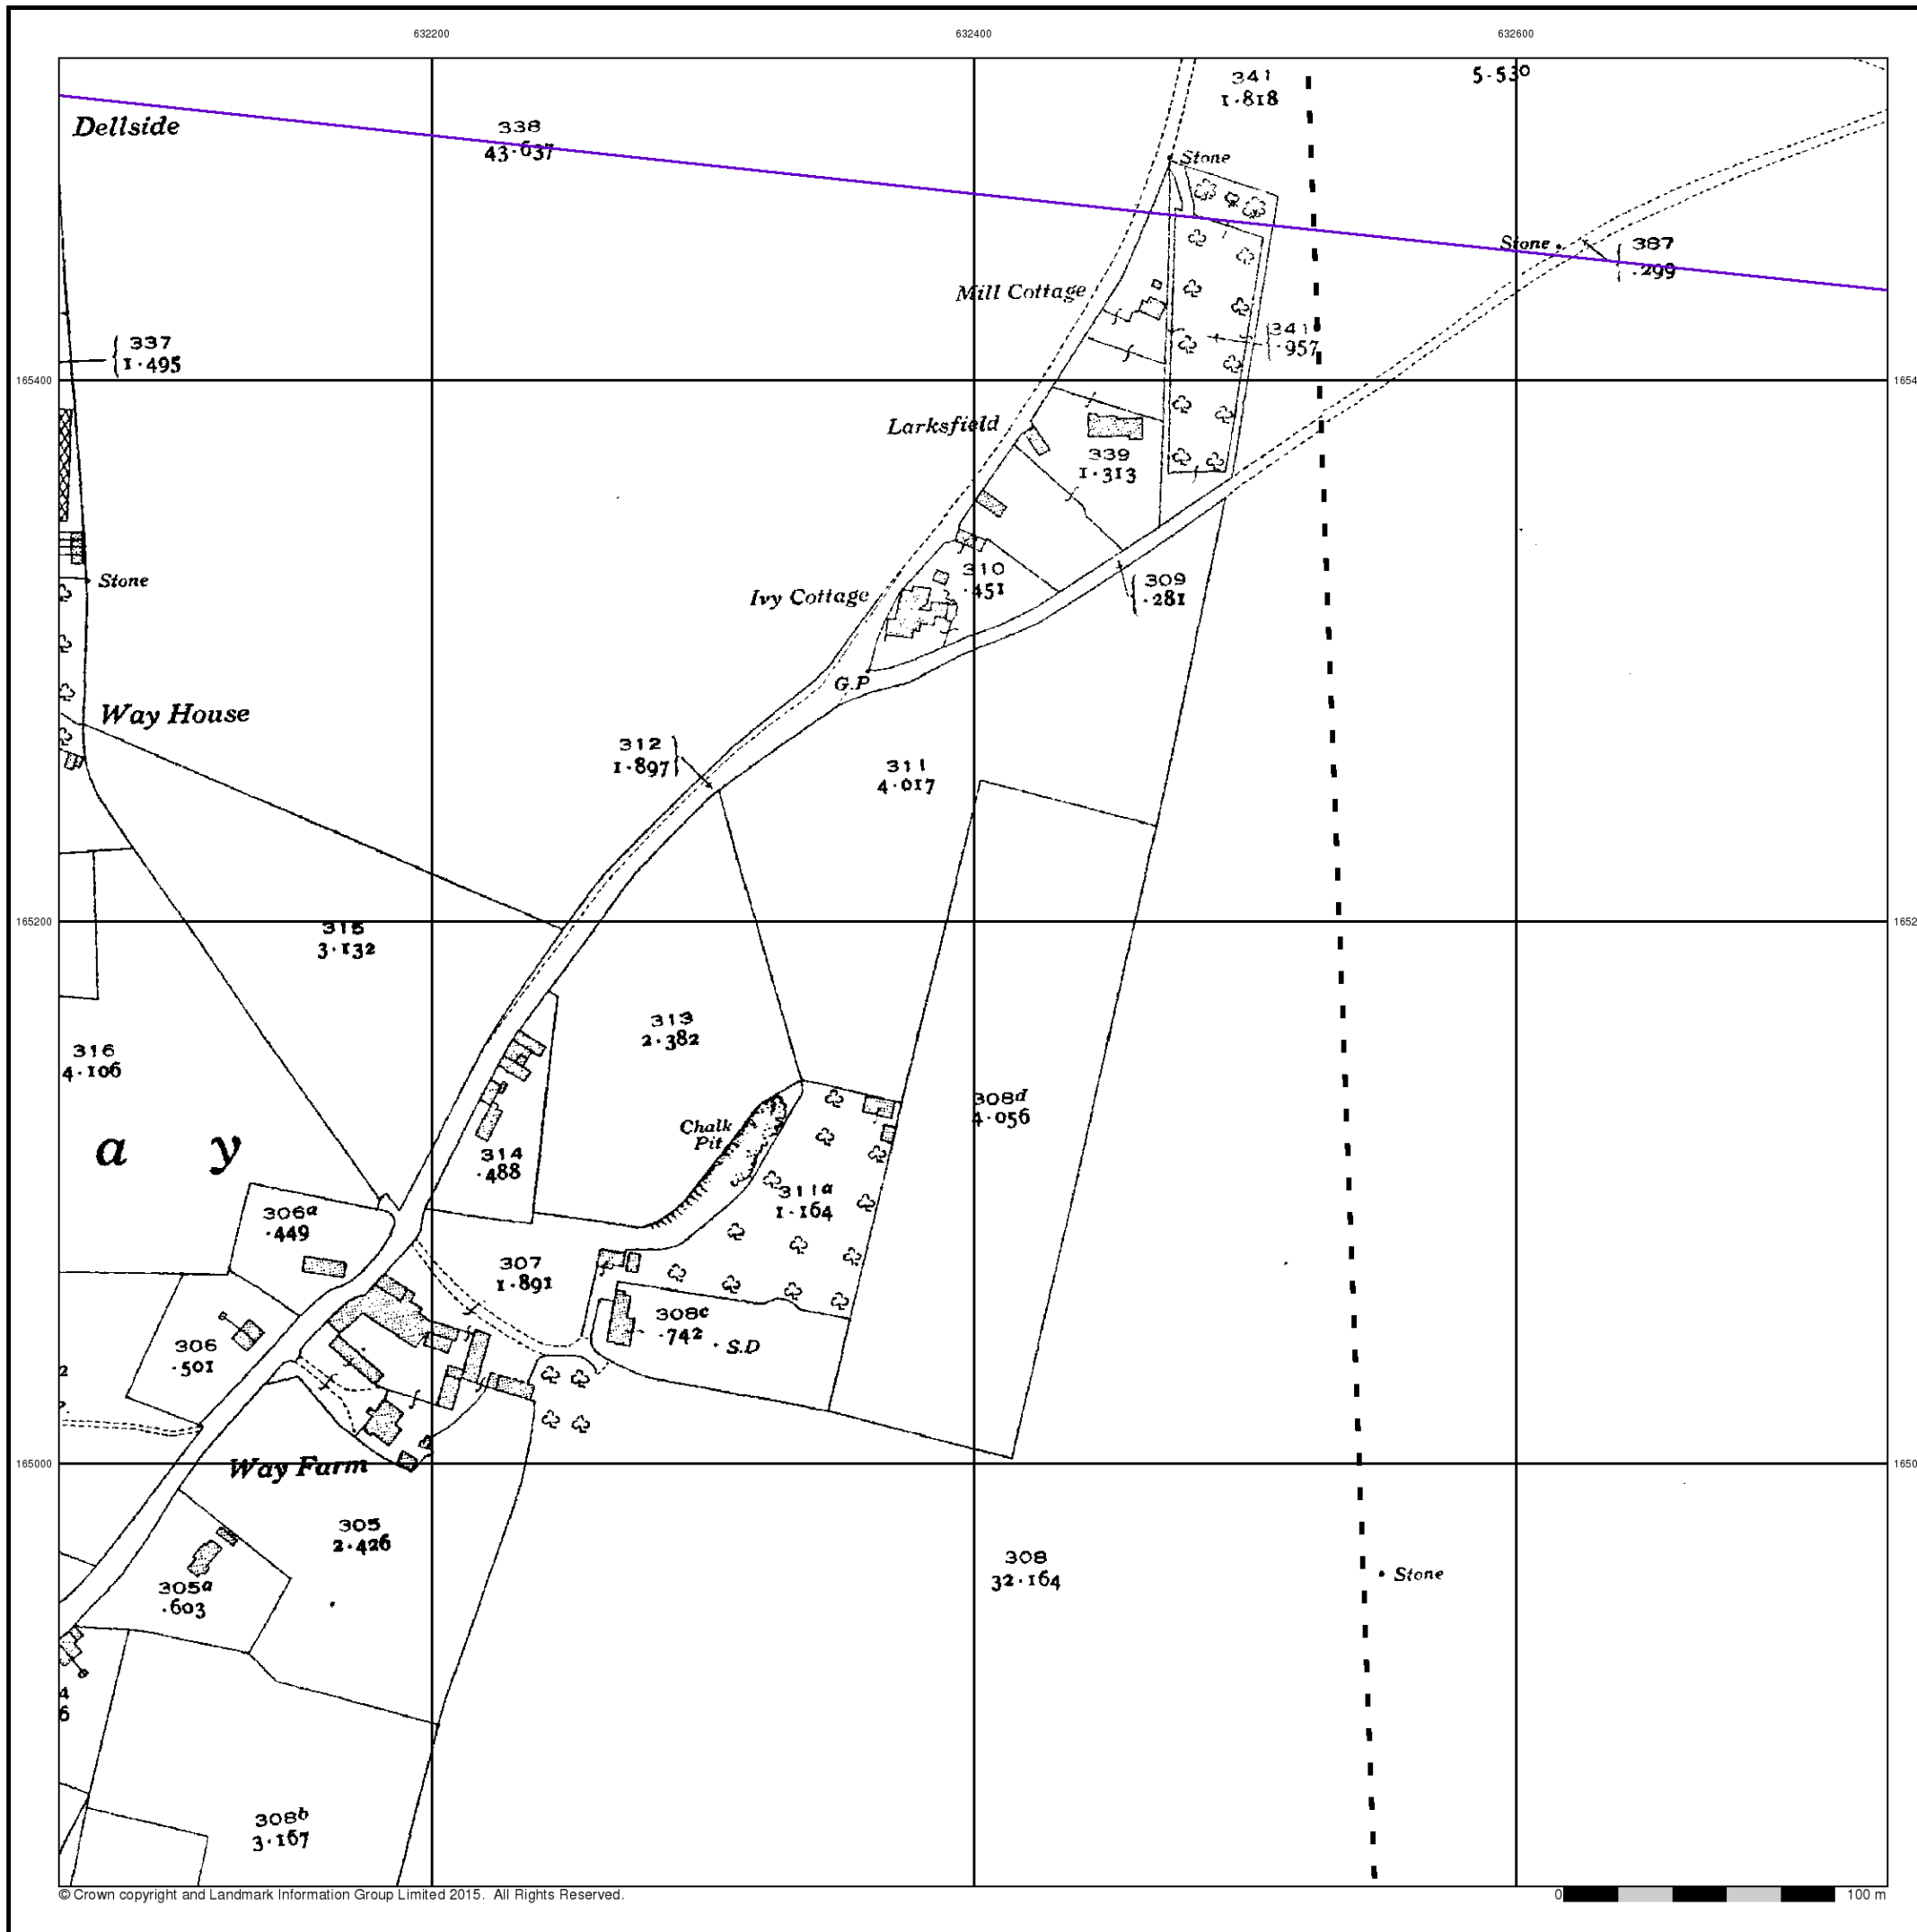 632200
632400
632600
341
1·818
5·530
Dellside
338
43·637
Stone
Stone
387
·299
Mill Cottage
337
1·495
341
·957
165400
Larksfield
339
1·313
Stone
310
·451
309
·281
Ivy Cottage
G.P
Way House
312
1·897
311
4·017
165200
315
3·132
313
2·382
316
4·106
a y
Chalk
Pit
308d
4·056
314
·488
311a
1·164
306a
·449
307
1·891
308c
·742
S.D
306
·501
2
Way Farm
165000
305
2·426
308
32·164
Stone
305a
·603
4
6
308b
3·167
© Crown copyright and Landmark Information Group Limited 2015. All Rights Reserved.
0 100 m